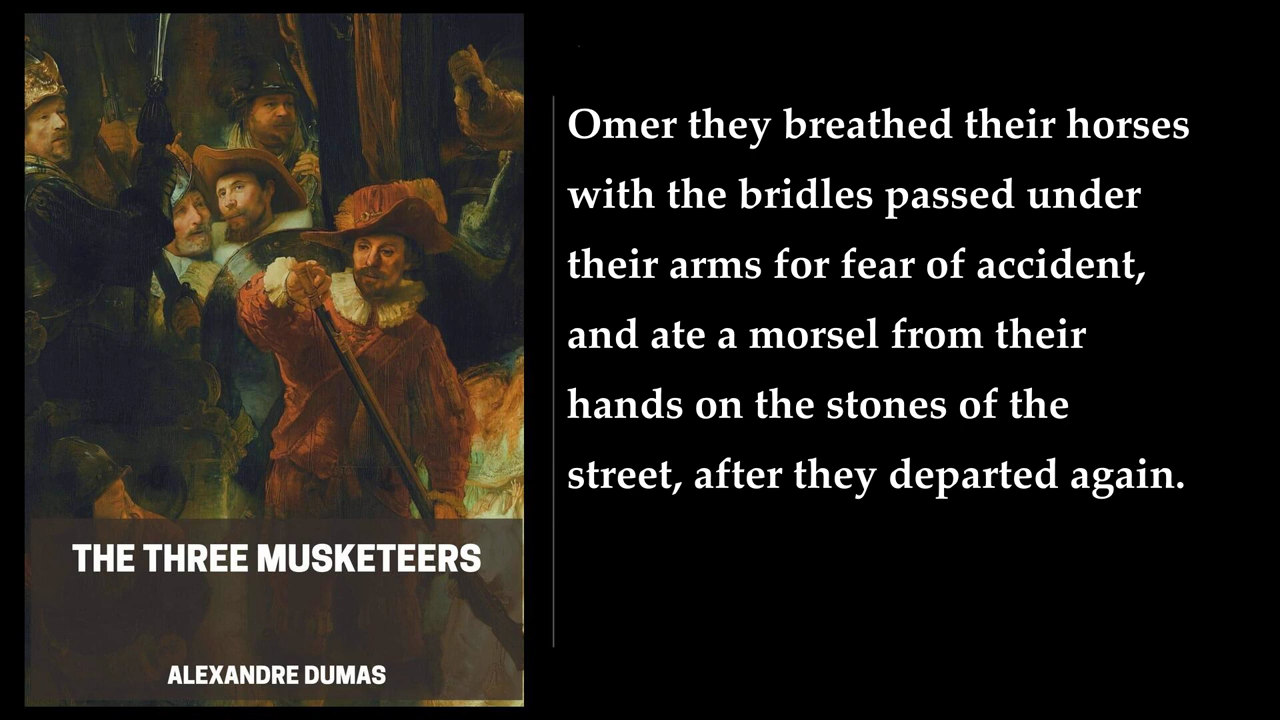 THE THREE MUSKETEERS
ALEXANDRE DUMAS
Omer they breathed their horses
with the bridles passed under
their arms for fear of accident,
and ate a morsel from their
hands on the stones of the
street, after they departed again.